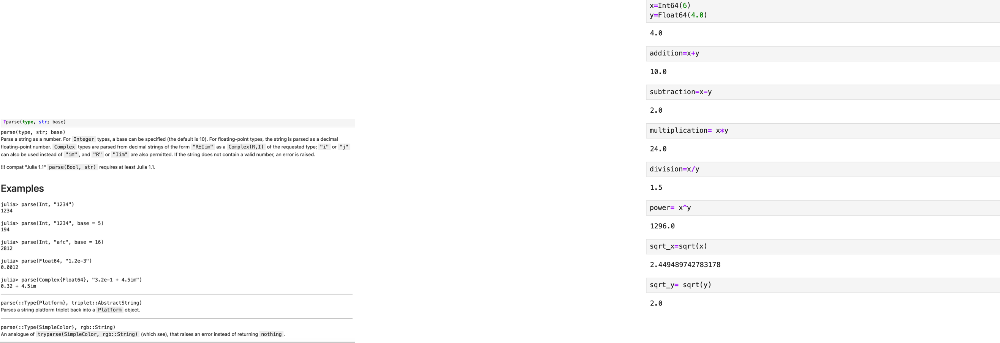 ?parse(type, str; base)
parse(type, str; base)
Parse a string as a number. For Integer types, a base can be specified (the default is 10). For floating-point types, the string is parsed as a decimal
floating-point number. Complex types are parsed from decimal strings of the form "R±Iim" as a Complex(R,I) of the requested type; "i" or "j"
can also be used instead of "im", and "R" or "Iim" are also permitted. If the string does not contain a valid number, an error is raised.
!!! compat "Julia 1.1" parse(Bool, str) requires at least Julia 1.1.
Examples
julia> parse(Int, "1234")
1234
julia> parse(Int, "1234", base = 5)
194
julia> parse(Int, "afc", base = 16)
2812
julia> parse(Float64, "1.2e-3")
0.0012
julia> parse(Complex{Float64}, "3.2e-1 + 4.5im")
0.32 + 4.5im
parse(::Type{Platform}, triplet::AbstractString)
Parses a string platform triplet back into a Platform object.
parse(::Type{SimpleColor}, rgb::String)
An analogue of tryparse(SimpleColor, rgb::String) (which see), that raises an error instead of returning nothing.
x=Int64(6)
y=Float64(4.0)
4.0
addition=x+y
10.0
subtraction=x-y
2.0
multiplication= x*y
24.0
division=x/y
1.5
power= x^y
1296.0
sqrt_x=sqrt(x)
2.449489742783178
sqrt_y= sqrt(y)
2.0